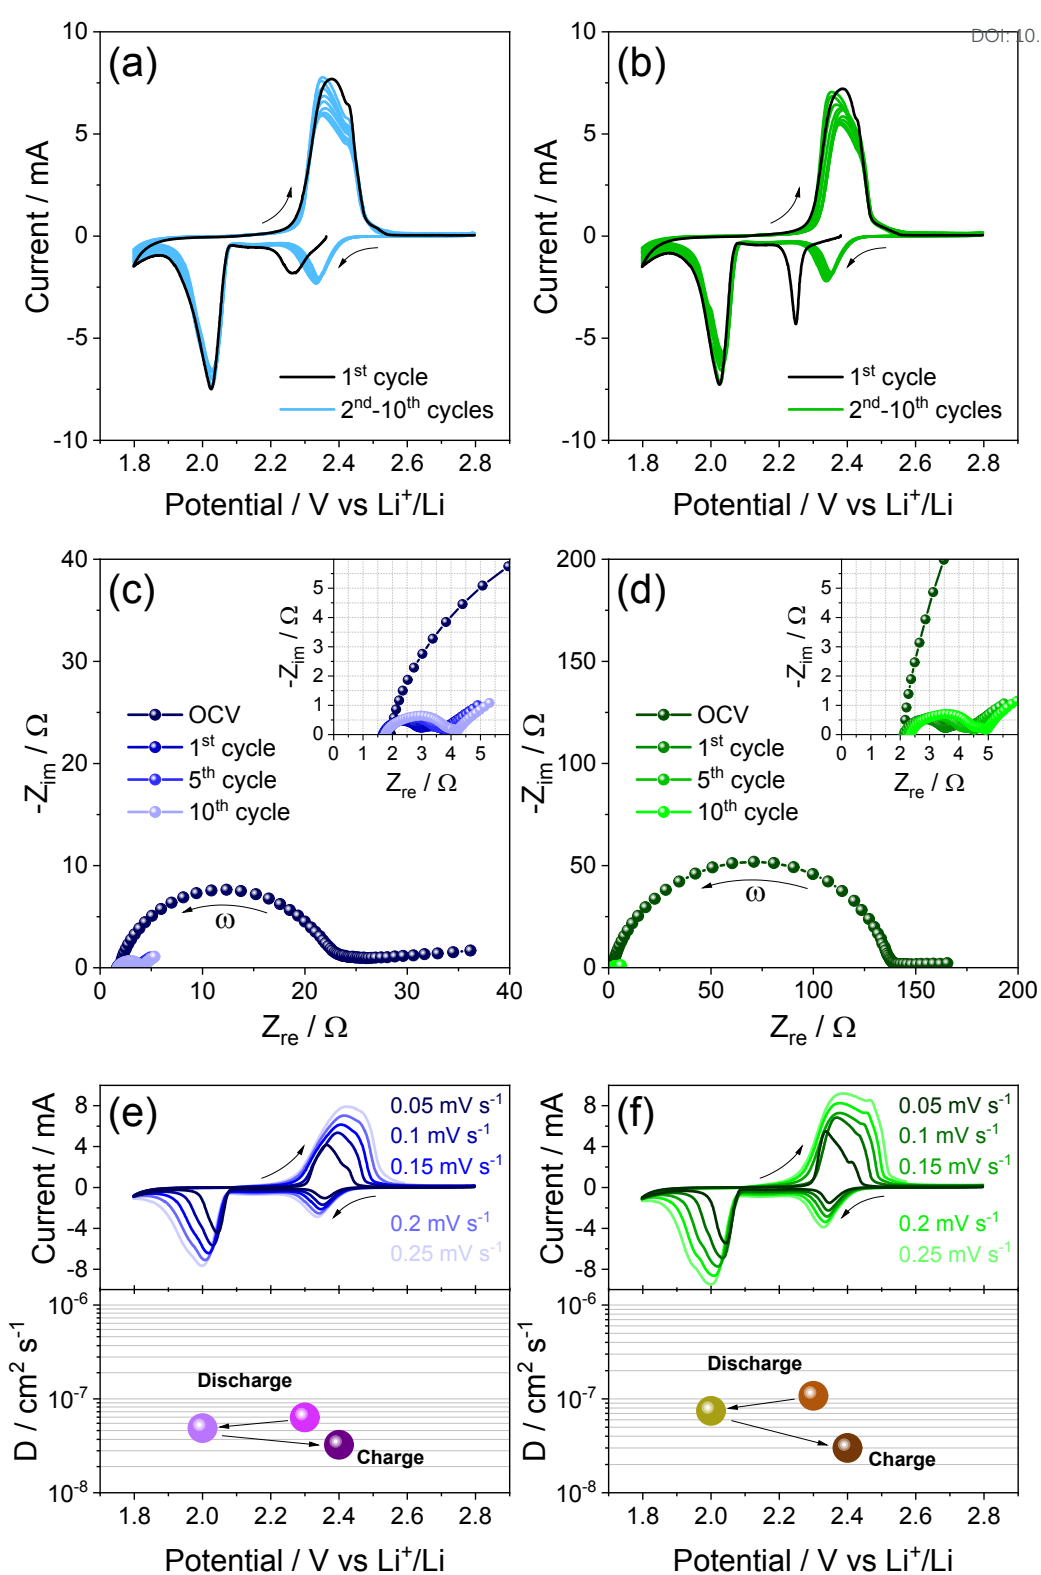 DOI: 10.
(a)
10
5
0
-5
-10
Current / mA
1st cycle
2nd-10th cycles
1.8 2.0 2.2 2.4 2.6 2.8
Potential / V vs Li+/Li
(b)
10
5
0
-5
-10
Current / mA
1st cycle
2nd-10th cycles
1.8 2.0 2.2 2.4 2.6 2.8
Potential / V vs Li+/Li
(c)
40
30
20
10
0
-Zim / Ω
OCV
1st cycle
5th cycle
10th cycle
ω
0 10 20 30 40
Zre / Ω
5
4
3
2
1
0
-Zim / Ω
0 1 2 3 4 5
Zre / Ω
(d)
200
150
100
50
0
-Zim / Ω
OCV
1st cycle
5th cycle
10th cycle
ω
0 50 100 150 200
Zre / Ω
5
4
3
2
1
0
-Zim / Ω
0 1 2 3 4 5
Zre / Ω
(e)
8
4
0
-4
-8
Current / mA
0.05 mV s-1
0.1 mV s-1
0.15 mV s-1
0.2 mV s-1
0.25 mV s-1
10-6
10-7
10-8
D / cm2 s-1
Discharge
Charge
1.8 2.0 2.2 2.4 2.6 2.8
Potential / V vs Li+/Li
(f)
8
4
0
-4
-8
Current / mA
0.05 mV s-1
0.1 mV s-1
0.15 mV s-1
0.2 mV s-1
0.25 mV s-1
10-6
10-7
10-8
D / cm2 s-1
Discharge
Charge
1.8 2.0 2.2 2.4 2.6 2.8
Potential / V vs Li+/Li